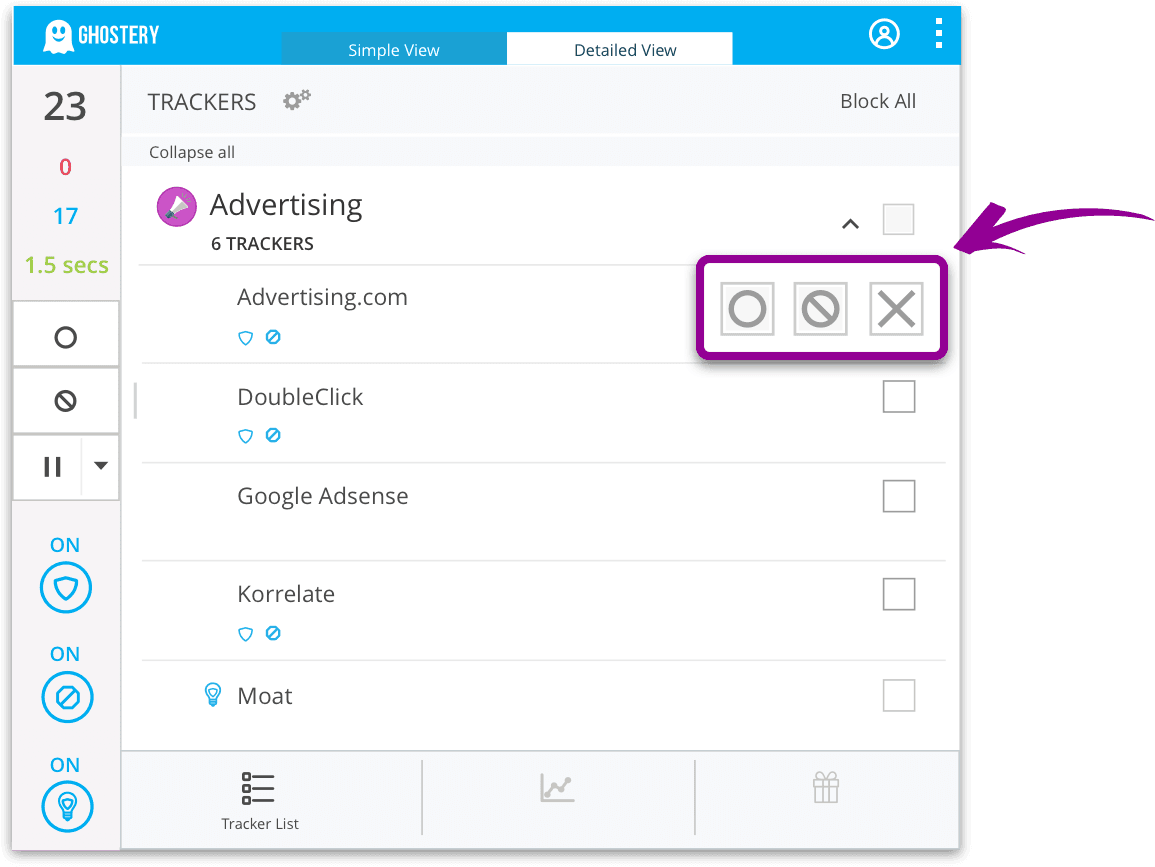 GHOSTERY
Simple View
Detailed View
23
0
17
1.5 secs
ON
ON
ON
TRACKERS
Block All
Collapse all
Advertising
6 TRACKERS
Advertising.com
DoubleClick
Google Adsense
Korrelate
Moat
Tracker List